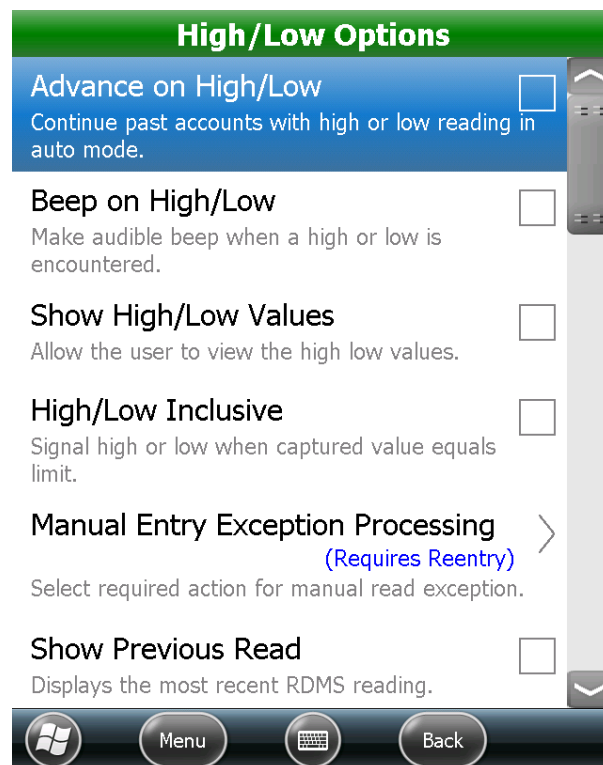 High/Low Options
Advance on High/Low
Continue past accounts with high or low reading in
auto mode.
Beep on High/Low
Make audible beep when a high or low is
encountered.
Show High/Low Values
Allow the user to view the high low values.
High/Low Inclusive
Signal high or low when captured value equals
limit.
Manual Entry Exception Processing
(Requires Reentry)
Select required action for manual read exception.
Show Previous Read
Displays the most recent RDMS reading.
Menu
Back